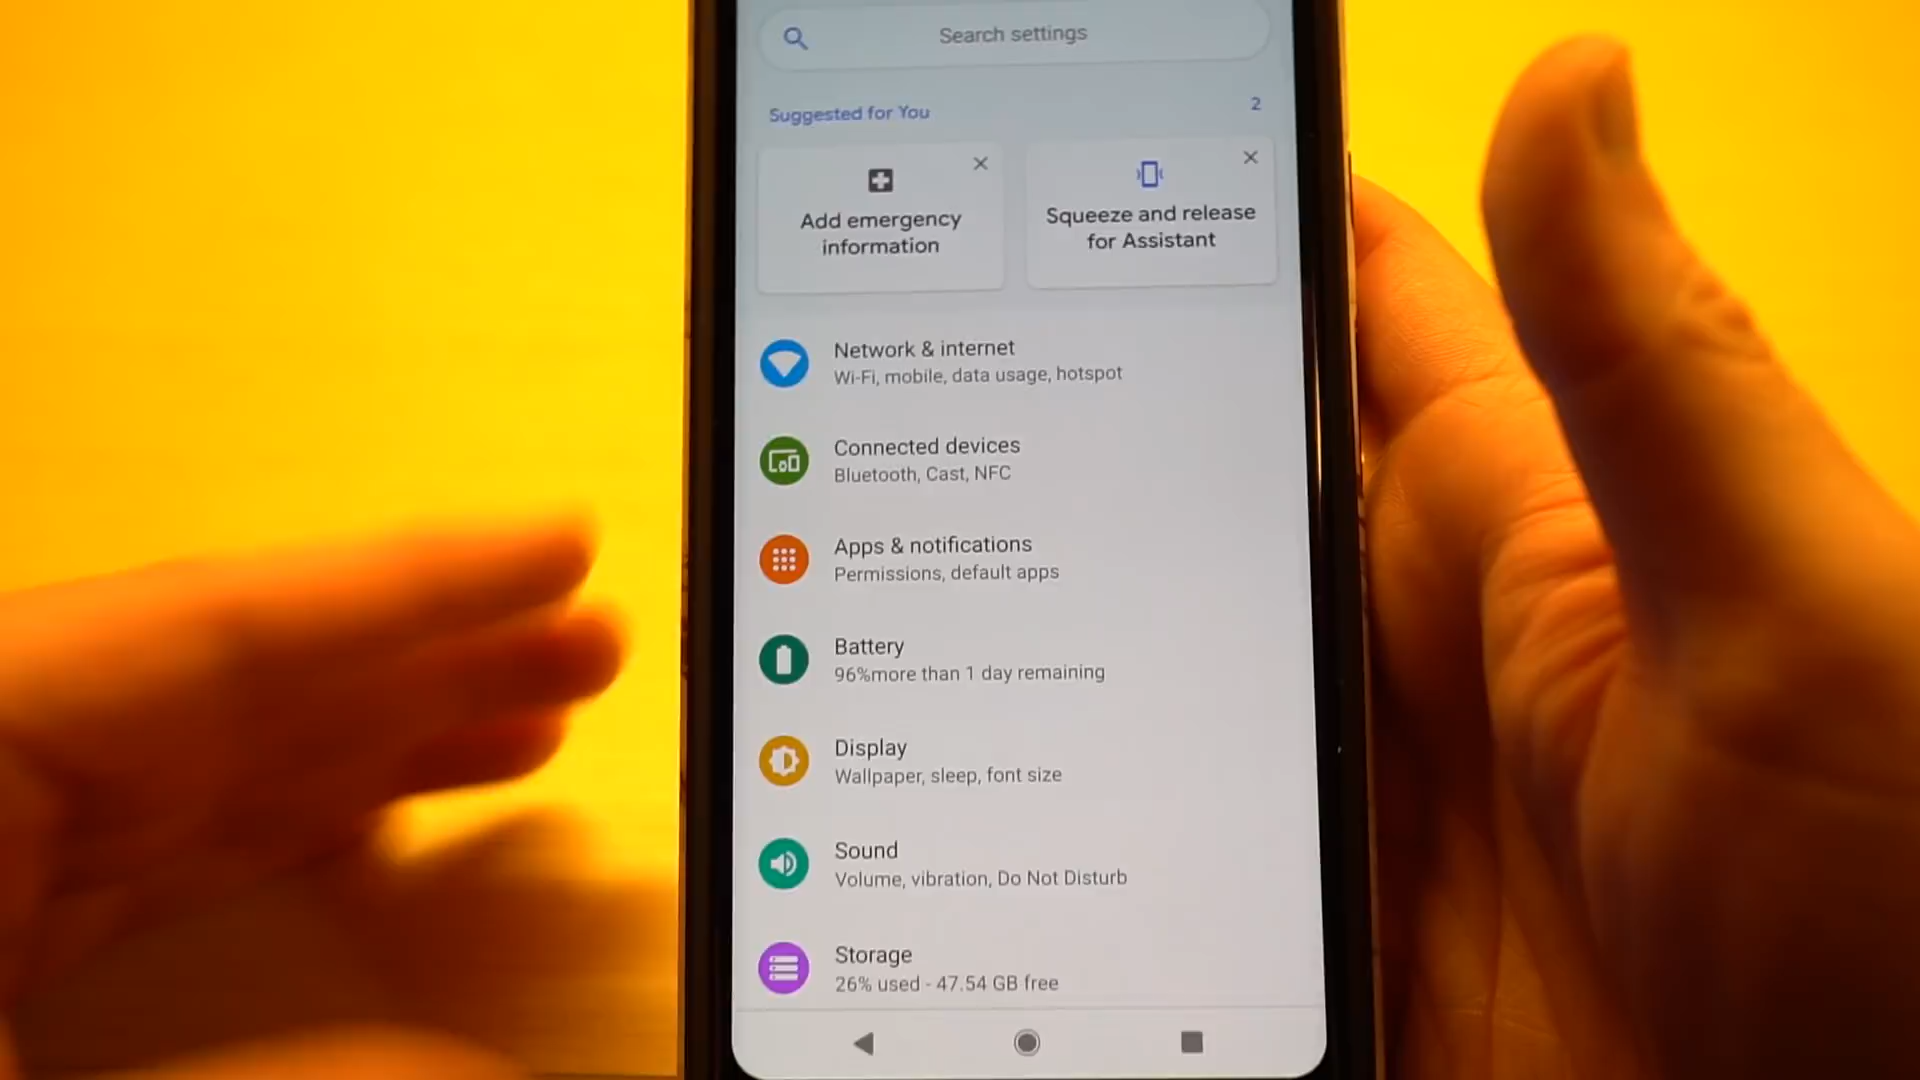 Search settings
Suggested for You
2
Add emergency
information
Squeeze and release
for Assistant
Network & internet
Wi-Fi, mobile, data usage, hotspot
Connected devices
Bluetooth, Cast, NFC
Apps & notifications
Permissions, default apps
Battery
96%more than 1 day remaining
Display
Wallpaper, sleep, font size
Sound
Volume, vibration, Do Not Disturb
Storage
26% used - 47.54 GB free